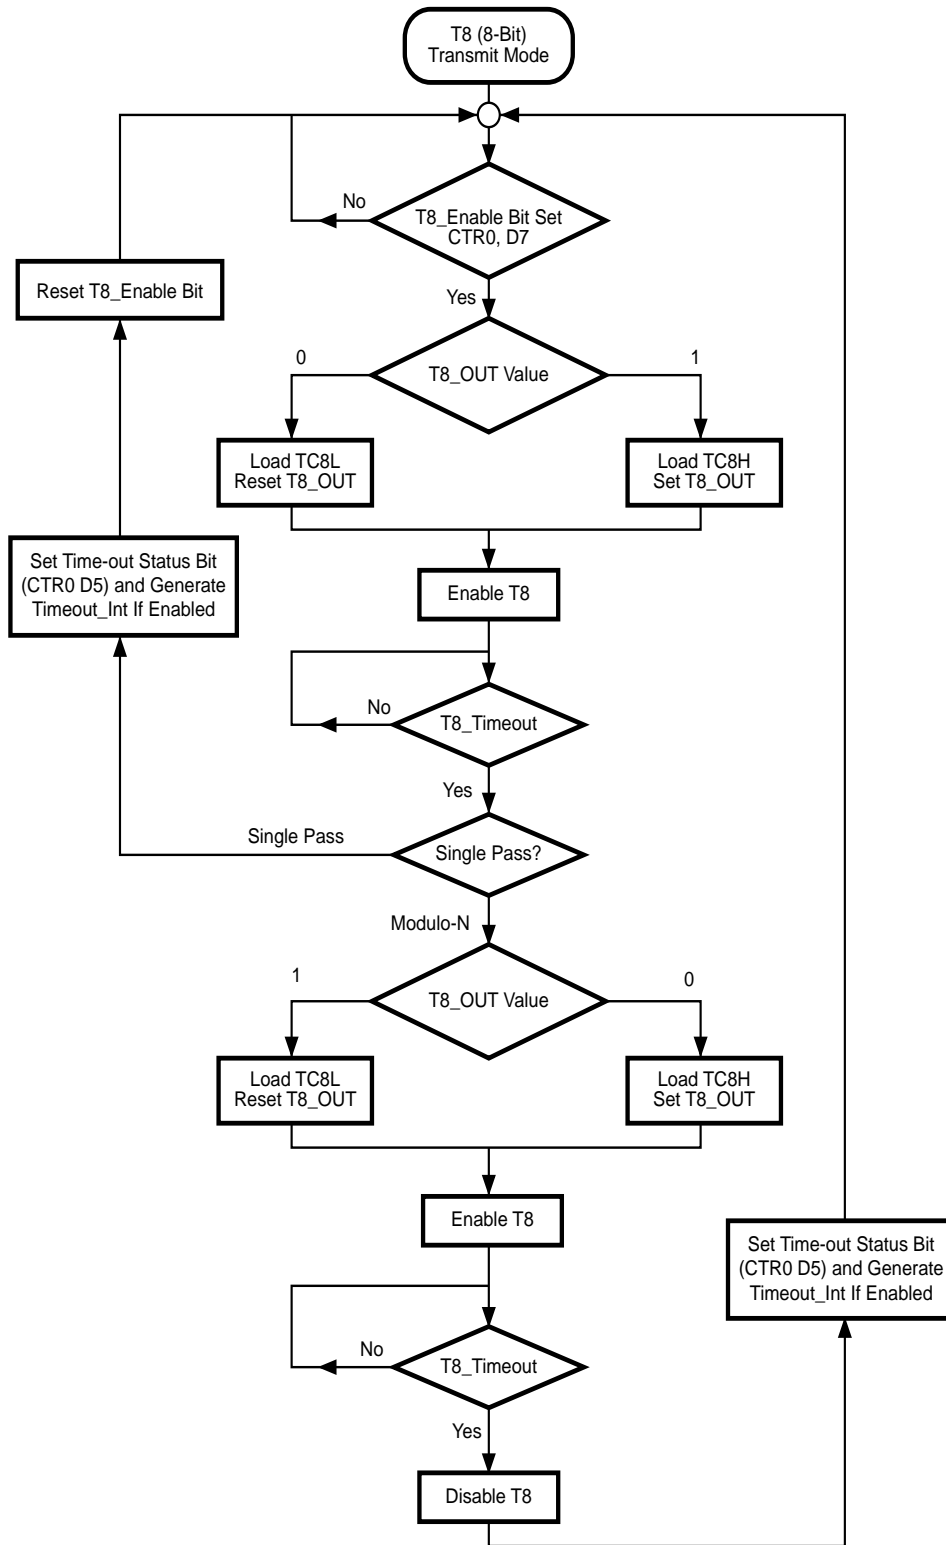 T8 (8-Bit)
Transmit Mode
No
T8_Enable Bit Set
CTR0, D7
Reset T8_Enable Bit
Yes
0
T8_OUT Value
1
Load TC8L
Reset T8_OUT
Load TC8H
Set T8_OUT
Set Time-out Status Bit
(CTR0 D5) and Generate
Timeout_Int If Enabled
Enable T8
No
T8_Timeout
Yes
Single Pass
Single Pass?
Modulo-N
1
T8_OUT Value
0
Load TC8L
Reset T8_OUT
Load TC8H
Set T8_OUT
Enable T8
Set Time-out Status Bit
(CTR0 D5) and Generate
Timeout_Int If Enabled
No
T8_Timeout
Yes
Disable T8